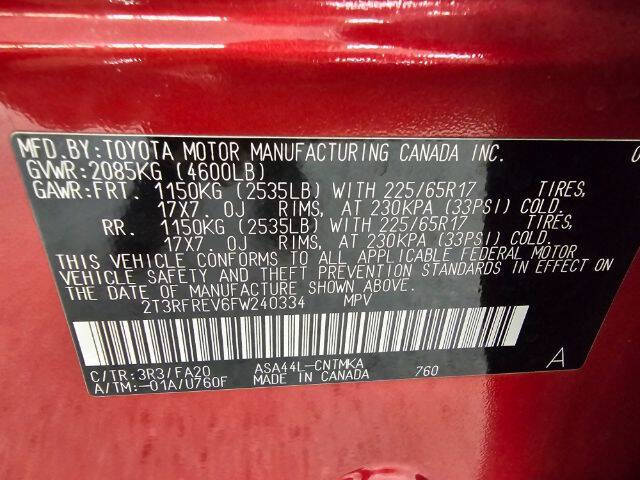 MFD. BY: TOYOTA MOTOR MANUFACTURING CANADA INC. 0
GVWR: 2085KG (4600LB)
GAWR: FRT. 1150KG (2535LB) WITH 225/65R17 TIRES,
17X7. 0J RIMS, AT 230KPA (33PSI) COLD.
RR. 1150KG (2535LB) WITH 225/65R17 TIRES,
17X7. 0J RIMS, AT 230KPA (33PSI) COLD.
THIS VEHICLE CONFORMS TO ALL APPLICABLE FEDERAL MOTOR
VEHICLE SAFETY AND THEFT PREVENTION STANDARDS IN EFFECT ON
THE DATE OF MANUFACTURE SHOWN ABOVE.
2T3RFREV6FW240334 MPV
C/TR: 3R3/FA20 ASA44L-CNTMKA 760 A
A/TM: -01A/U760F MADE IN CANADA